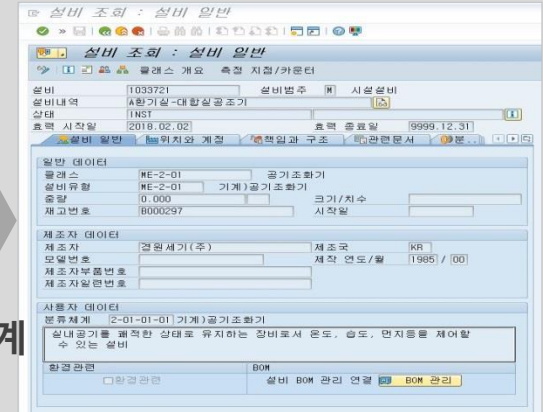 설비 조회 : 설비 일반
설비 조회 : 설비 일반
클래스 개요 측정 지점/카운터
설비 1033721 설비범주 M 시설설비
설비내역 A환기실-대합실공조기
상태 INST
효력 시작일 2018.02.02 효력 종료일 9999.12.31
설비 일반 위치와 계정 책임과 구조 관련문서 분..
일반 데이터
클래스 ME-2-01 공기조화기
설비유형 ME-2-01 기계)공기조화기
중량 0.000 크기/치수
재고번호 B000297 시작일
제조자 데이터
제조자 경원세기(주) 제조국 KR
모델번호 제작 연도/월 1985 / 00
제조자부품번호
제조자일련번호
사용자 데이터
분류체계 2-01-01-01 기계)공기조화기
계
실내공기를 쾌적한 상태로 유지하는 장비로서 온도, 습도, 먼지등을 제어할
수 있는 설비
환경관련 BOM
환경관련 설비 BOM 관리 연결 BOM 관리